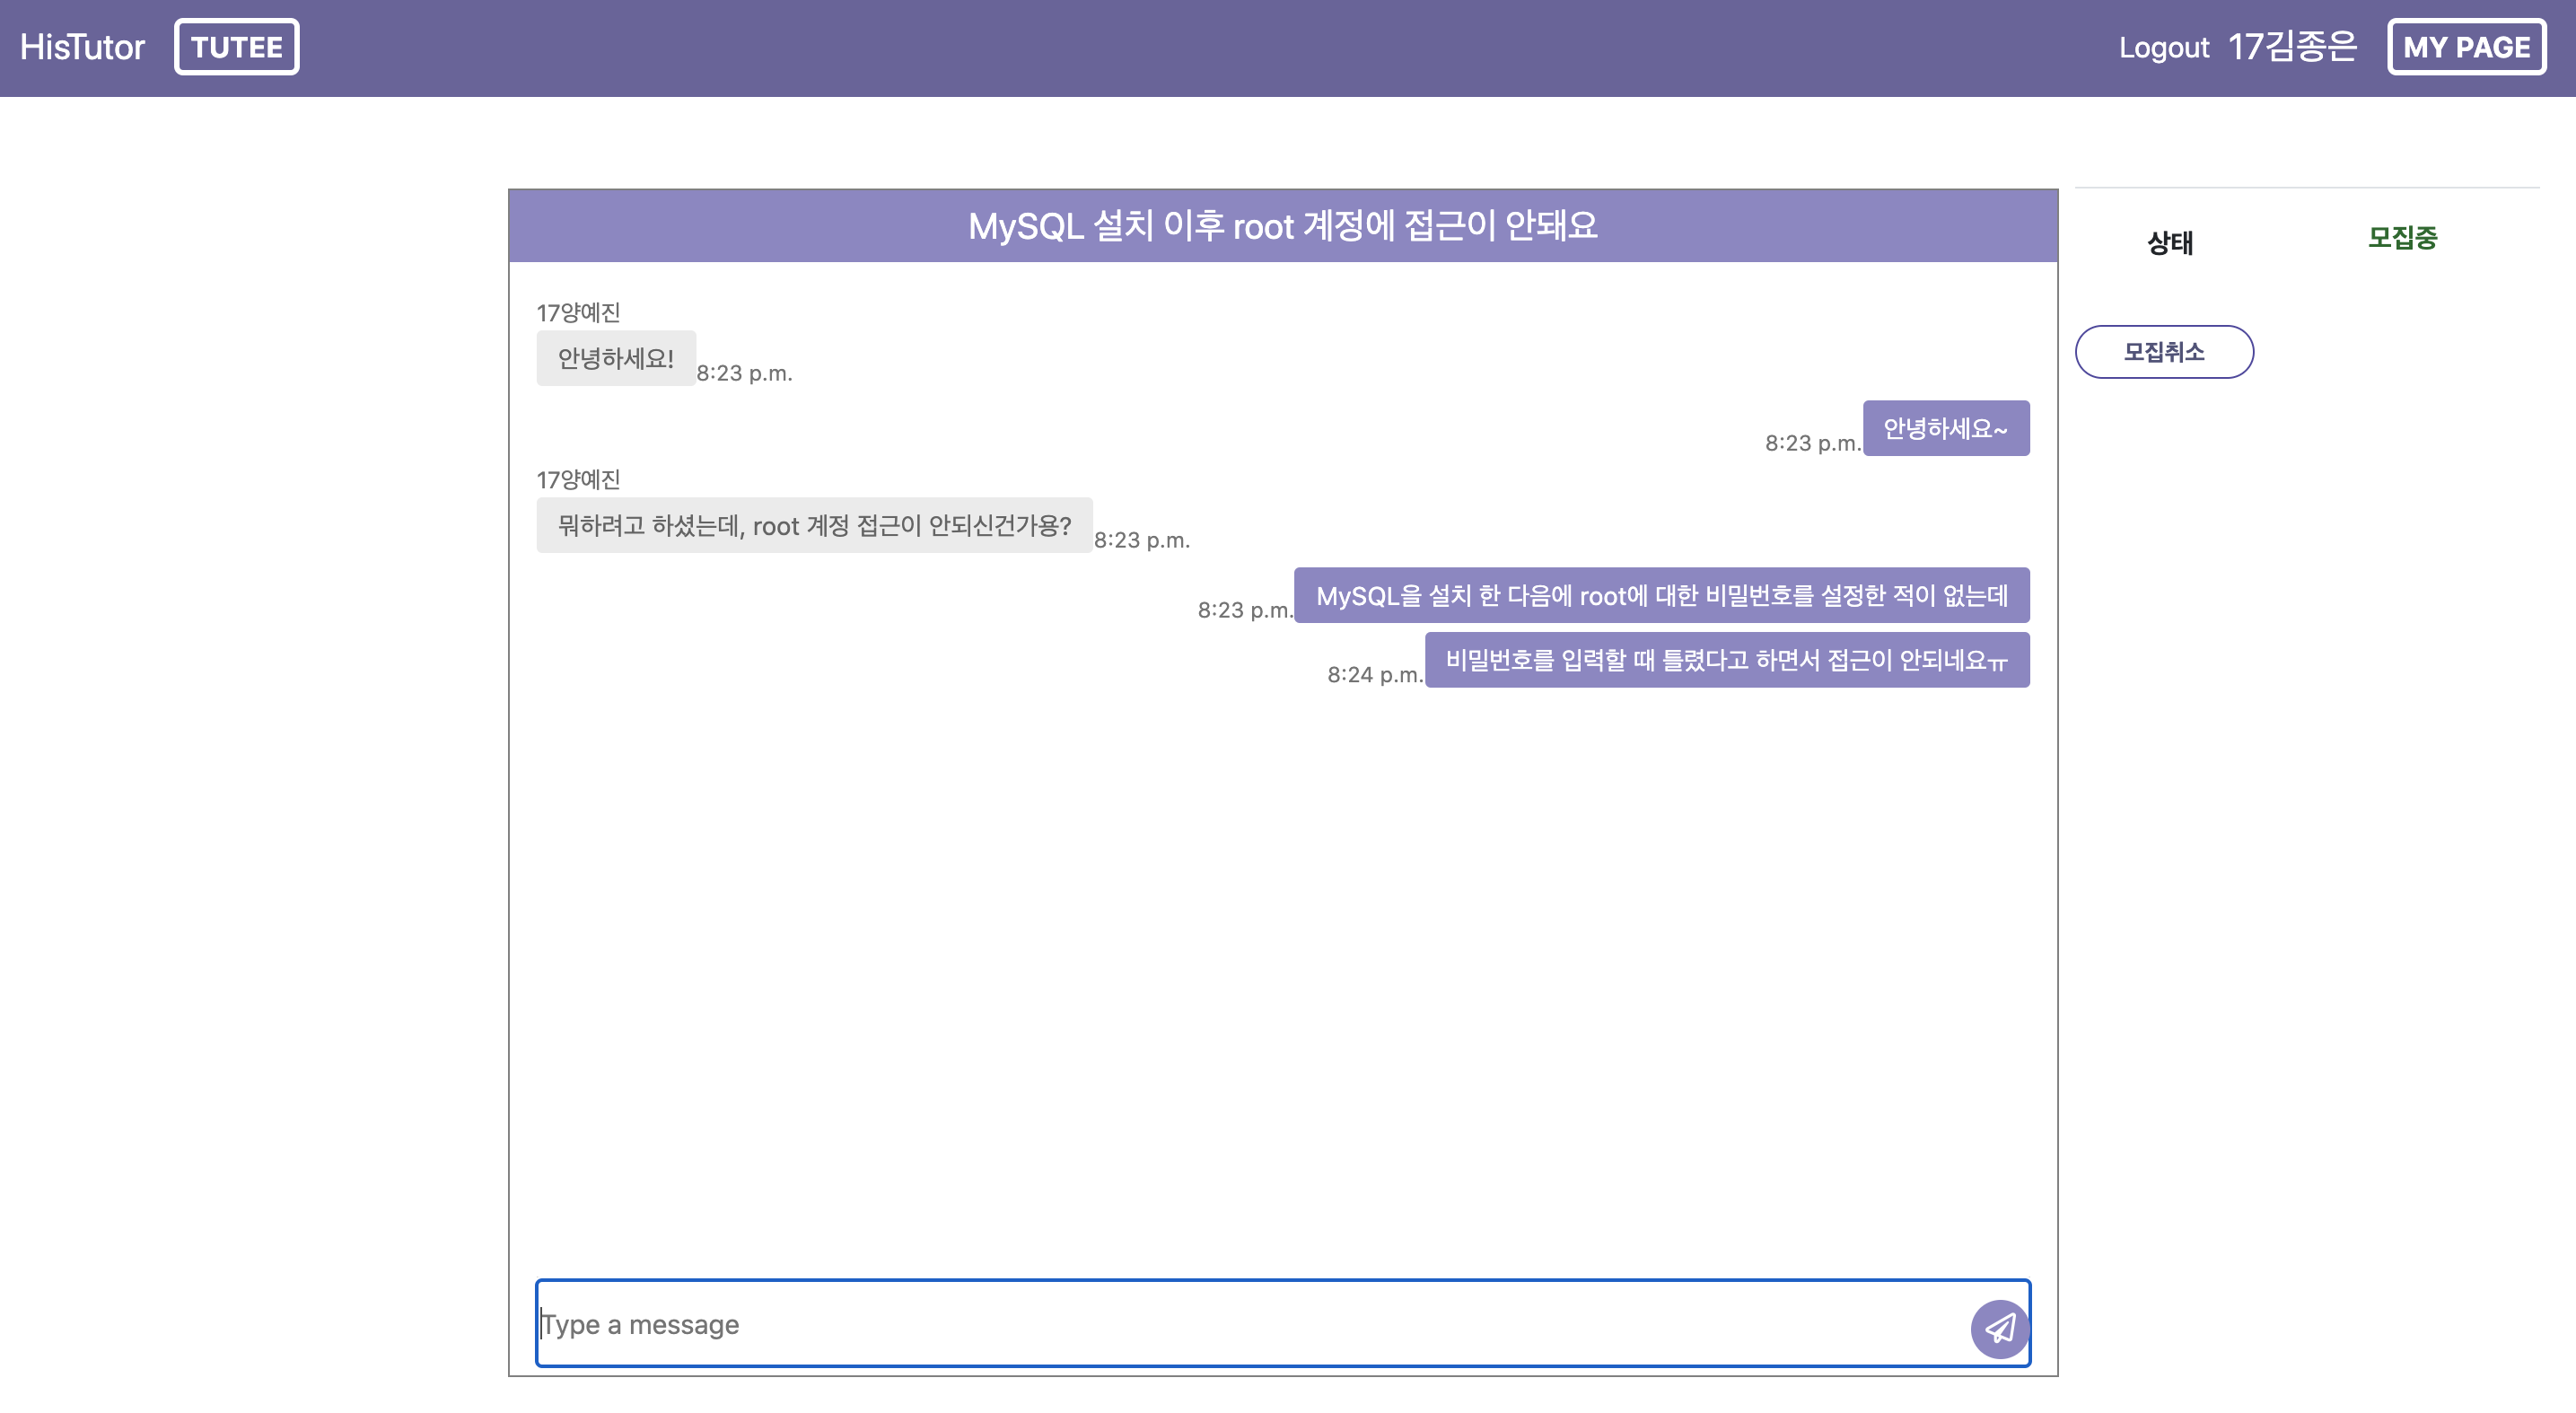 HisTutor TUTEE Logout 17김종은 MY PAGE
MySQL 설치 이후 root 계정에 접근이 안돼요
상태 모집중
모집취소
17양예진
안녕하세요! 8:23 p.m.
8:23 p.m. 안녕하세요~
17양예진
뭐하려고 하셨는데, root 계정 접근이 안되신건가용? 8:23 p.m.
8:23 p.m. MySQL을 설치 한 다음에 root에 대한 비밀번호를 설정한 적이 없는데
8:24 p.m. 비밀번호를 입력할 때 틀렸다고 하면서 접근이 안되네요ㅠ
Type a message